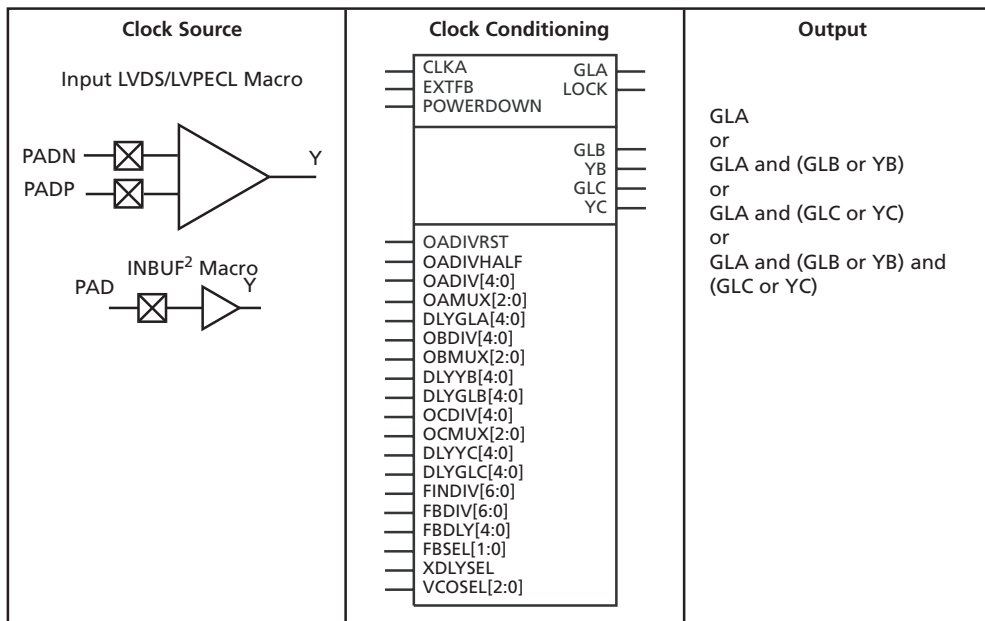 Clock Source
Input LVDS/LVPECL Macro
PADN
PADP
Y
INBUF² Macro
PAD
Y
Clock Conditioning
CLKA GLA
EXTFB LOCK
POWERDOWN
GLB
YB
GLC
YC
OADIVRST
OADIVHALF
OADIV[4:0]
OAMUX[2:0]
DLYGLA[4:0]
OBDIV[4:0]
OBMUX[2:0]
DLYYB[4:0]
DLYGLB[4:0]
OCDIV[4:0]
OCMUX[2:0]
DLYYC[4:0]
DLYGLC[4:0]
FINDIV[6:0]
FBDIV[6:0]
FBDLY[4:0]
FBSEL[1:0]
XDLYSEL
VCOSEL[2:0]
Output
GLA
or
GLA and (GLB or YB)
or
GLA and (GLC or YC)
or
GLA and (GLB or YB) and
(GLC or YC)